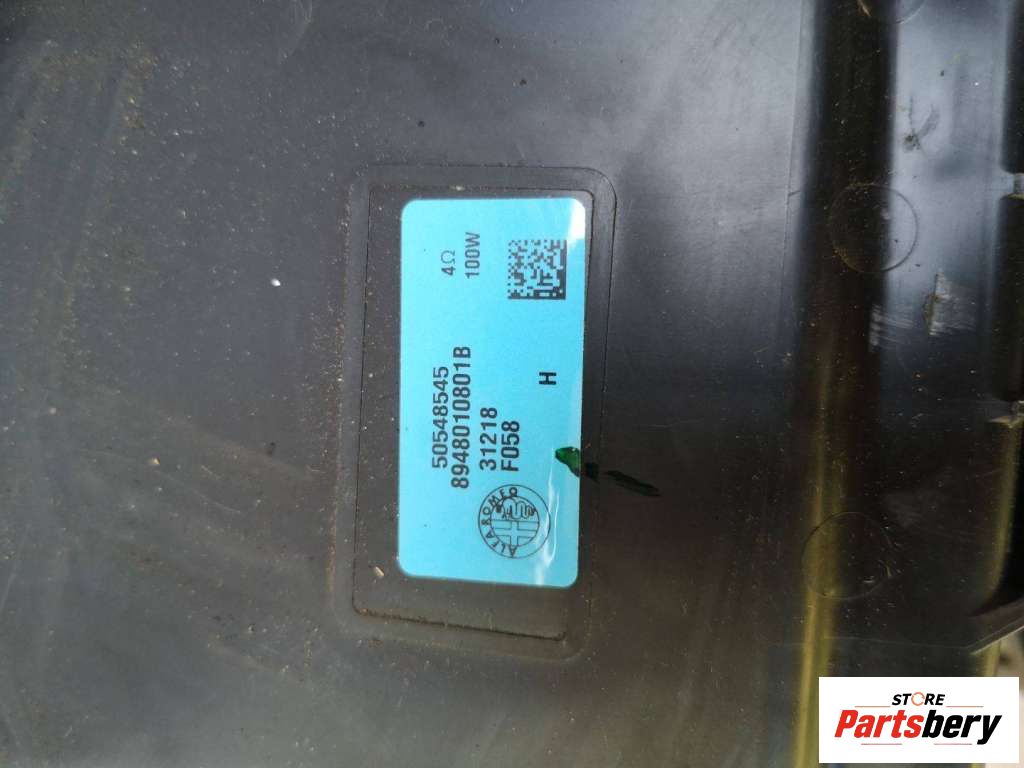 4Ω
100W
50548545
8948010801B
31218
F058
H
ALFA ROMEO
STORE
Partsbery